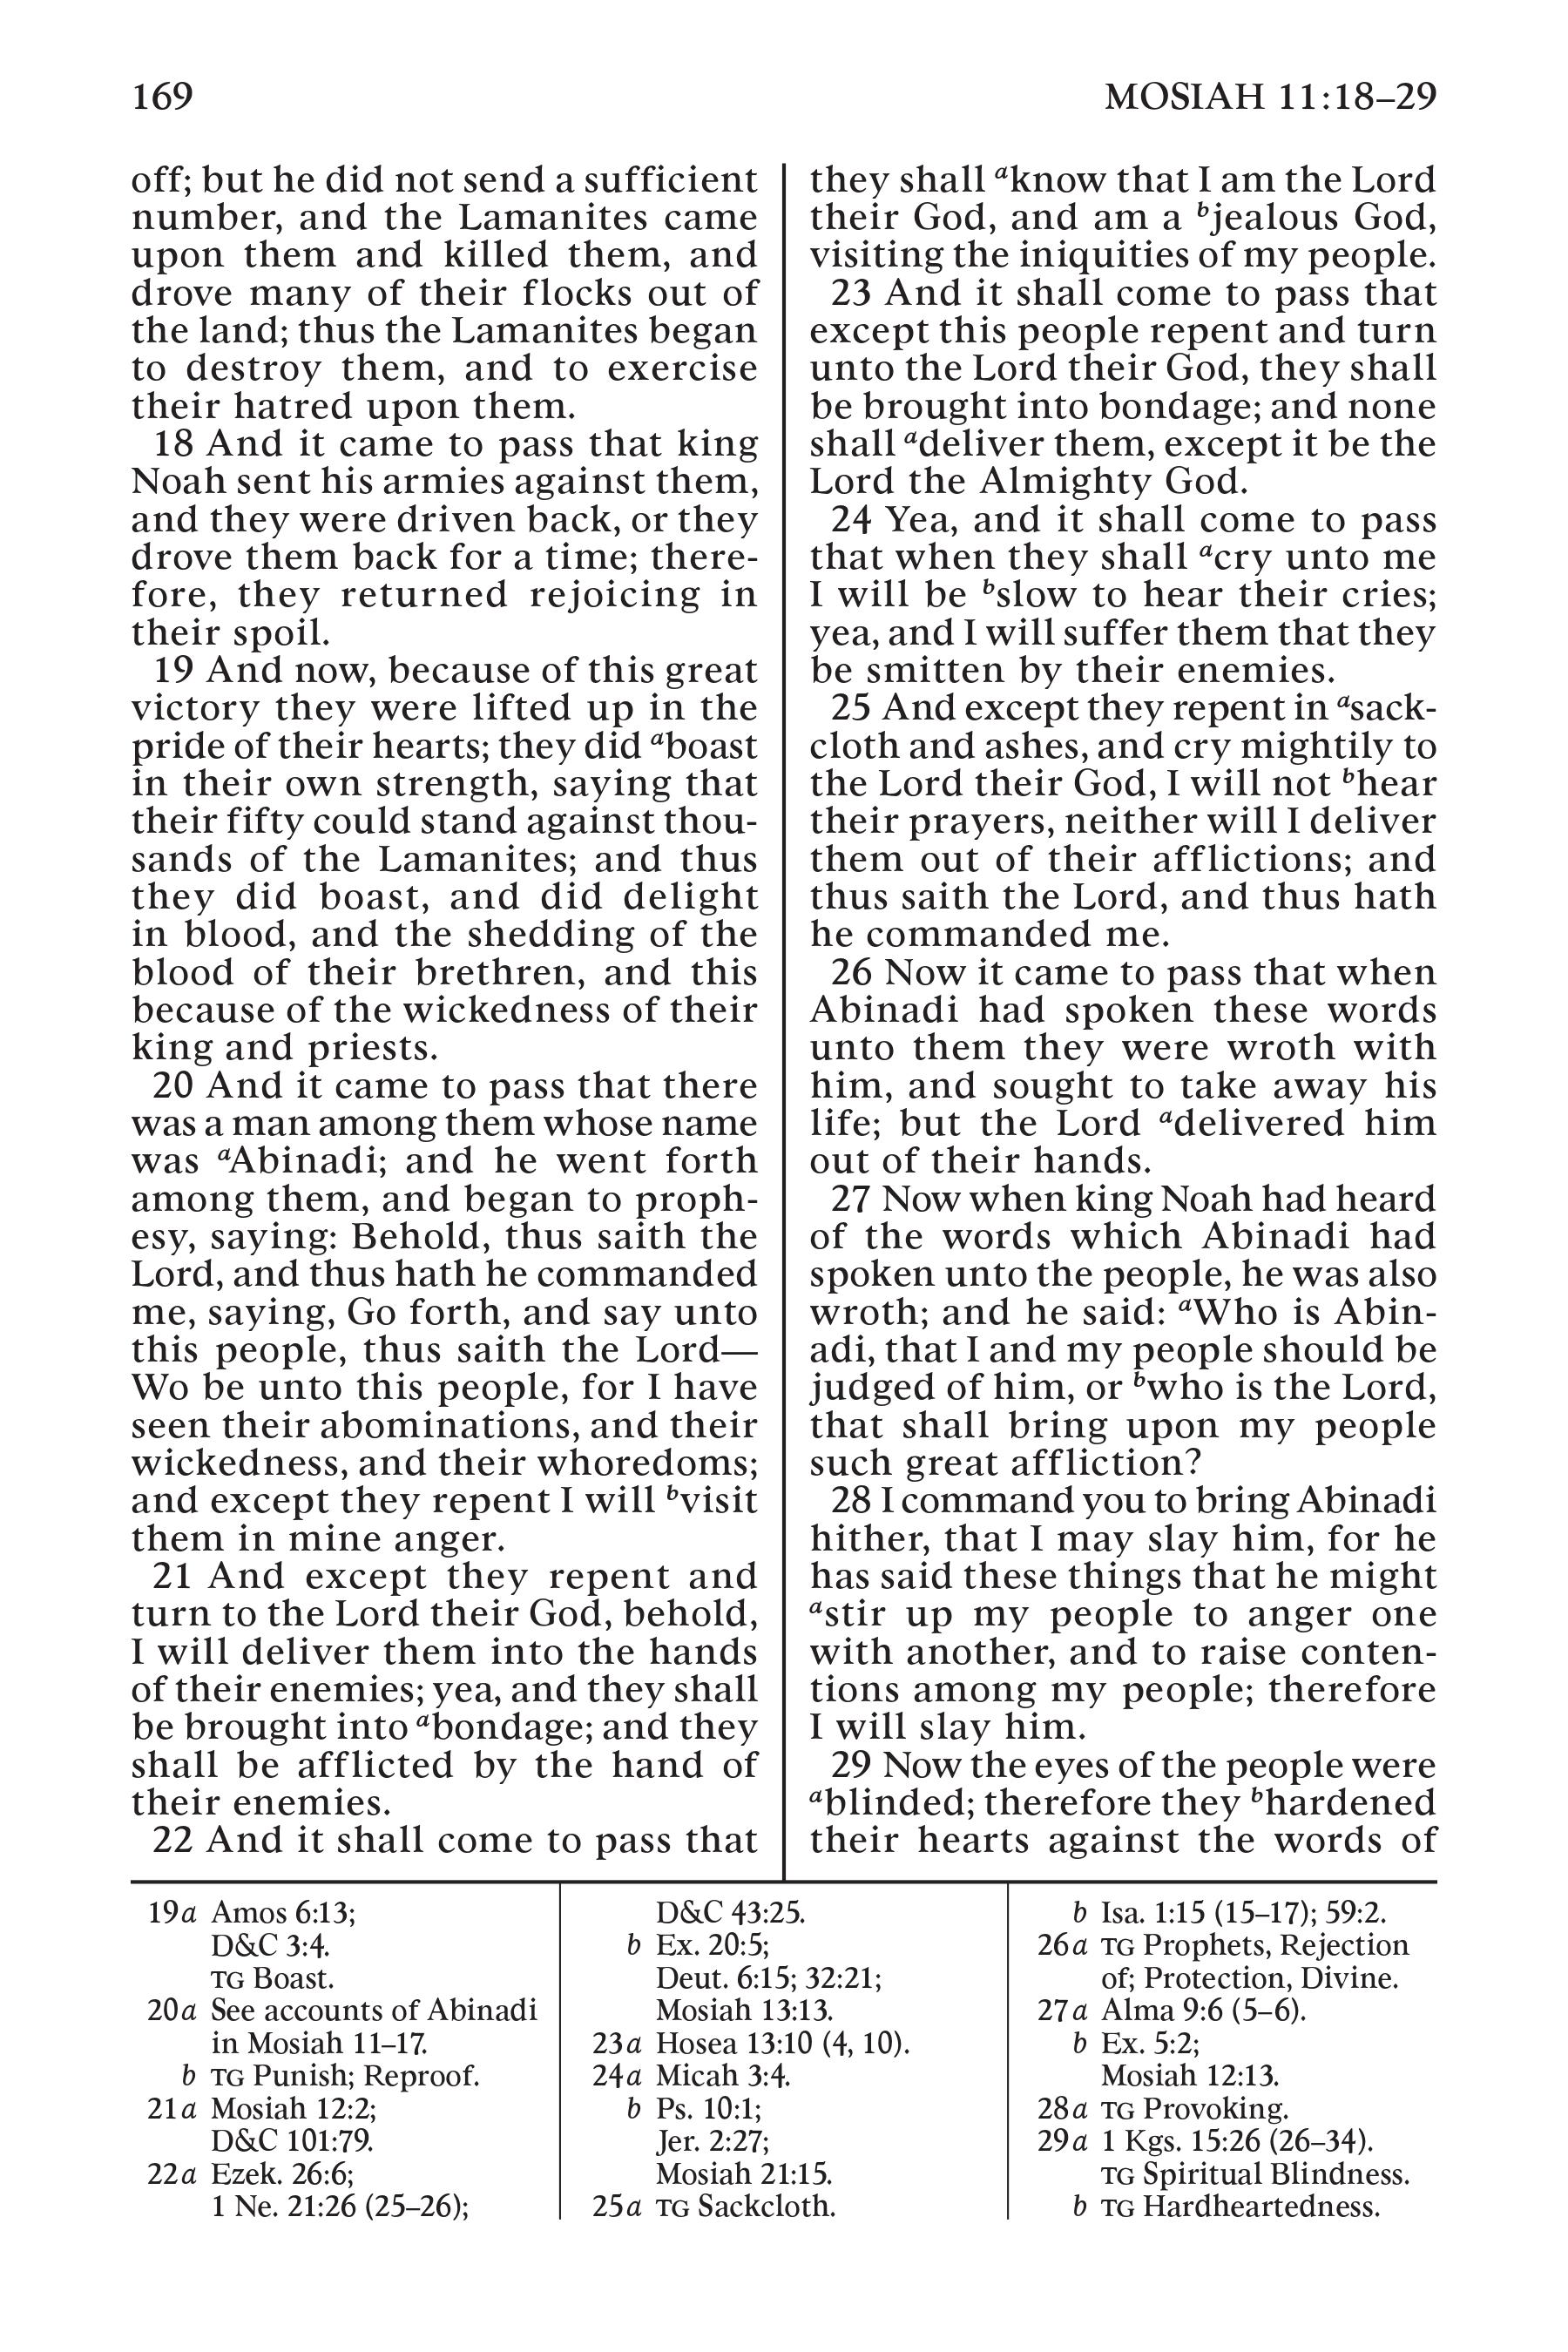 169
MOSIAH 11:18–29
off; but he did not send a sufficient
number, and the Lamanites came
upon them and killed them, and
drove many of their flocks out of
the land; thus the Lamanites began
to destroy them, and to exercise
their hatred upon them.
18 And it came to pass that king
Noah sent his armies against them,
and they were driven back, or they
drove them back for a time; there-
fore, they returned rejoicing in
their spoil.
19 And now, because of this great
victory they were lifted up in the
pride of their hearts; they did aboast
in their own strength, saying that
their fifty could stand against thou-
sands of the Lamanites; and thus
they did boast, and did delight
in blood, and the shedding of the
blood of their brethren, and this
because of the wickedness of their
king and priests.
20 And it came to pass that there
was a man among them whose name
was aAbinadi; and he went forth
among them, and began to proph-
esy, saying: Behold, thus saith the
Lord, and thus hath he commanded
me, saying, Go forth, and say unto
this people, thus saith the Lord—
Wo be unto this people, for I have
seen their abominations, and their
wickedness, and their whoredoms;
and except they repent I will bvisit
them in mine anger.
21 And except they repent and
turn to the Lord their God, behold,
I will deliver them into the hands
of their enemies; yea, and they shall
be brought into abondage; and they
shall be afflicted by the hand of
their enemies.
22 And it shall come to pass that
they shall aknow that I am the Lord
their God, and am a bjealous God,
visiting the iniquities of my people.
23 And it shall come to pass that
except this people repent and turn
unto the Lord their God, they shall
be brought into bondage; and none
shall adeliver them, except it be the
Lord the Almighty God.
24 Yea, and it shall come to pass
that when they shall acry unto me
I will be bslow to hear their cries;
yea, and I will suffer them that they
be smitten by their enemies.
25 And except they repent in asack-
cloth and ashes, and cry mightily to
the Lord their God, I will not bhear
their prayers, neither will I deliver
them out of their afflictions; and
thus saith the Lord, and thus hath
he commanded me.
26 Now it came to pass that when
Abinadi had spoken these words
unto them they were wroth with
him, and sought to take away his
life; but the Lord adelivered him
out of their hands.
27 Now when king Noah had heard
of the words which Abinadi had
spoken unto the people, he was also
wroth; and he said: aWho is Abin-
adi, that I and my people should be
judged of him, or bwho is the Lord,
that shall bring upon my people
such great affliction?
28 I command you to bring Abinadi
hither, that I may slay him, for he
has said these things that he might
astir up my people to anger one
with another, and to raise conten-
tions among my people; therefore
I will slay him.
29 Now the eyes of the people were
ablinded; therefore they bhardened
their hearts against the words of
19a Amos 6:13;
D&C 3:4.
TG Boast.
20a See accounts of Abinadi
in Mosiah 11–17.
b TG Punish; Reproof.
21a Mosiah 12:2;
D&C 101:79.
22a Ezek. 26:6;
1 Ne. 21:26 (25–26);
D&C 43:25.
b Ex. 20:5;
Deut. 6:15; 32:21;
Mosiah 13:13.
23a Hosea 13:10 (4, 10).
24a Micah 3:4.
b Ps. 10:1;
Jer. 2:27;
Mosiah 21:15.
25a TG Sackcloth.
b Isa. 1:15 (15–17); 59:2.
26a TG Prophets, Rejection
of; Protection, Divine.
27a Alma 9:6 (5–6).
b Ex. 5:2;
Mosiah 12:13.
28a TG Provoking.
29a 1 Kgs. 15:26 (26–34).
TG Spiritual Blindness.
b TG Hardheartedness.